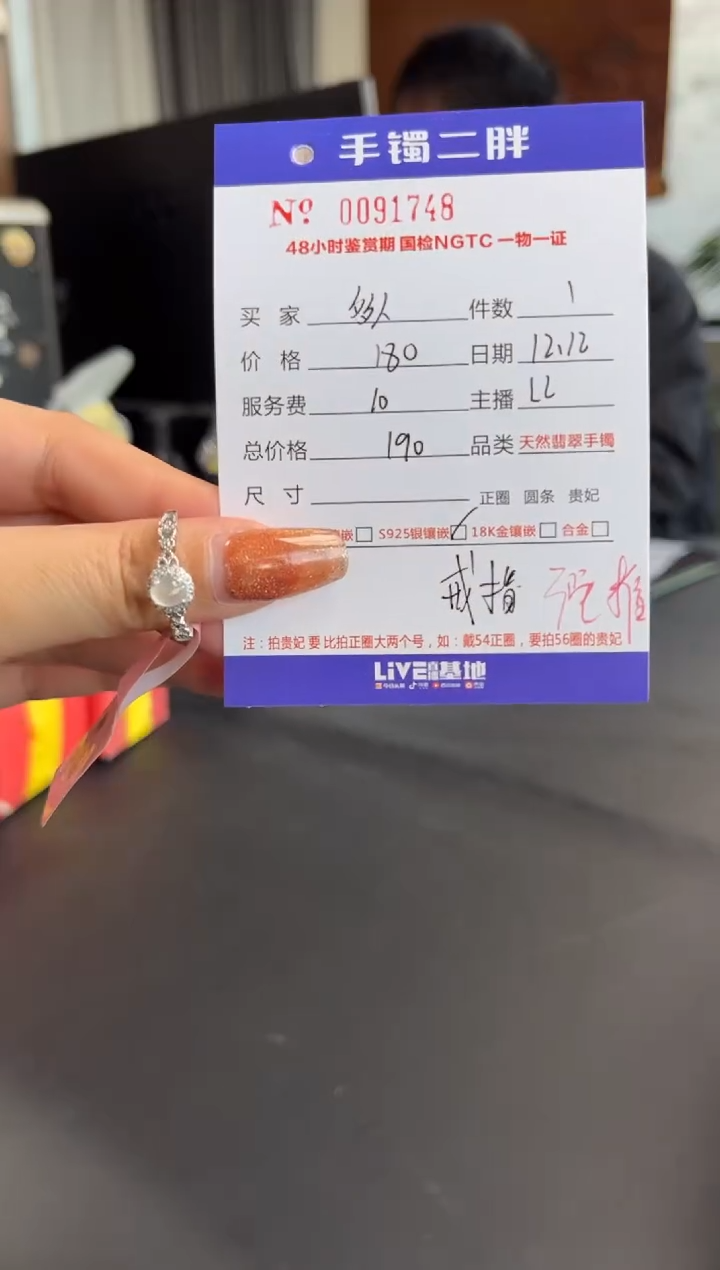 手镯二胖
Nº 0091748
48小时鉴赏期 国检NGTC 一物一证
买 家 多人 件数 1
价 格 180 日期 12.12
服务费 10 主播 LL
总价格 190 品类 天然翡翠手镯
尺 寸 正圈 圆条 贵妃
嵌 S925银镶嵌 18K金镶嵌 合金
戒指 强推
注：拍贵妃 要 比拍正圈大两个号，如：戴54正圈，要拍56圈的贵妃
LiVE基地